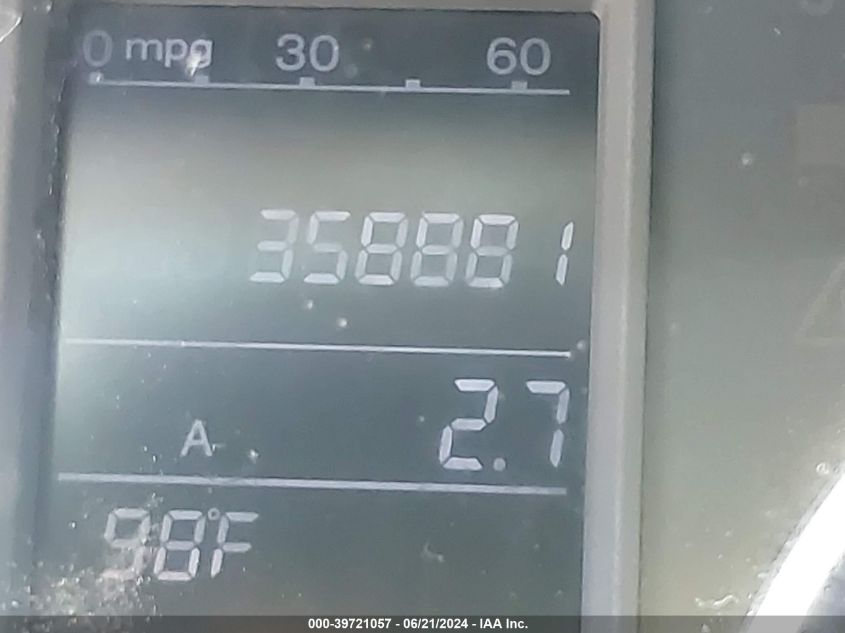 0 mpg 30 60
358881
A 2.7
98°F
000-39721057 - 06/21/2024 - IAA Inc.